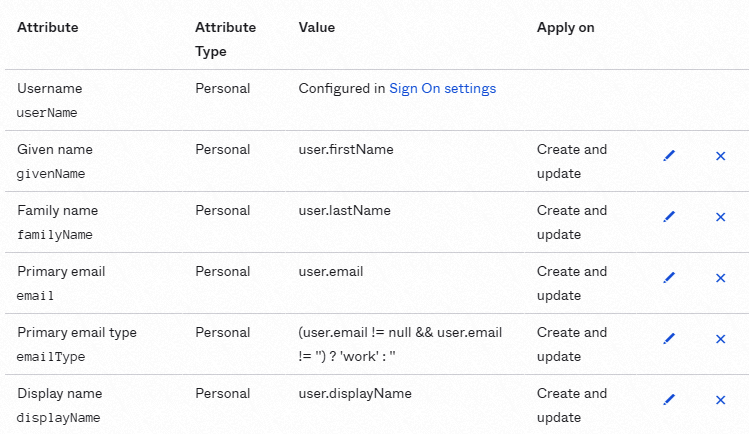 Attribute Attribute Type Value Apply on
Username Personal Configured in Sign On settings
userName
Given name Personal user.firstName Create and update
givenName
Family name Personal user.lastName Create and update
familyName
Primary email Personal user.email Create and update
email
Primary email type Personal (user.email != null && user.email != '') ? 'work' : '' Create and update
emailType
Display name Personal user.displayName Create and update
displayName